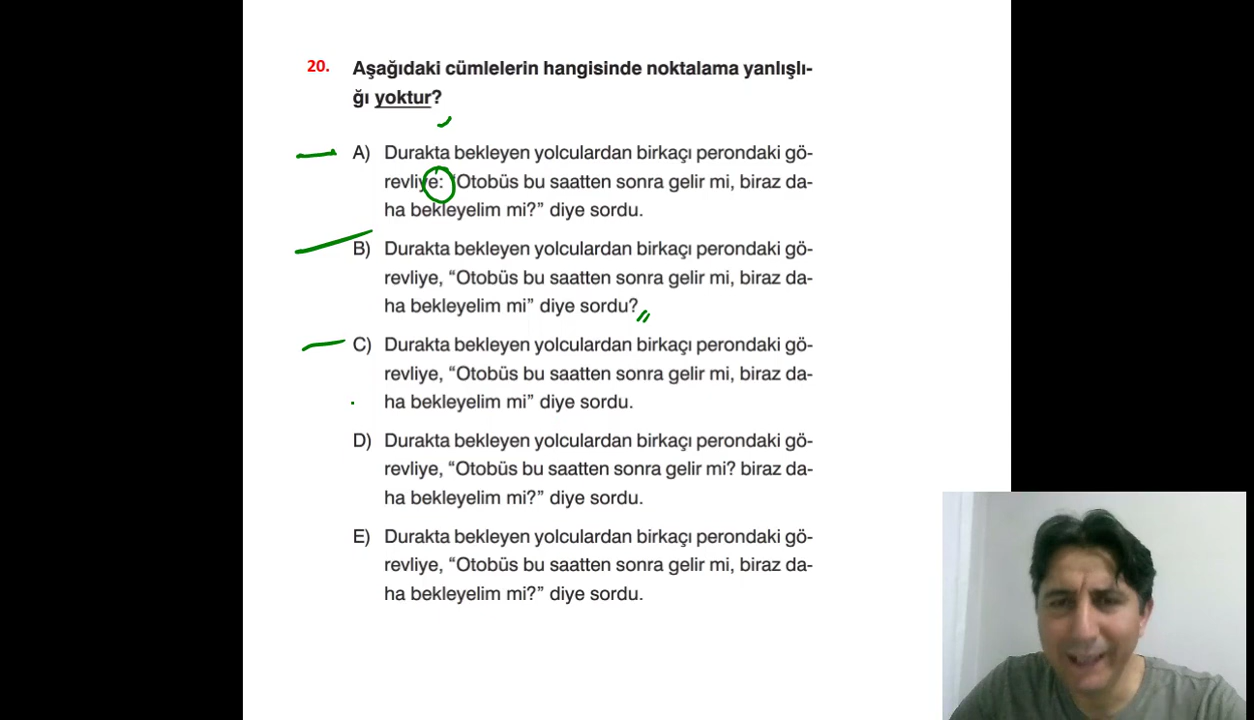 20. Aşağıdaki cümlelerin hangisinde noktalama yanlışlı-
ğı yoktur?
A) Durakta bekleyen yolculardan birkaçı perondaki gö-
revliye: “Otobüs bu saatten sonra gelir mi, biraz da-
ha bekleyelim mi?” diye sordu.
B) Durakta bekleyen yolculardan birkaçı perondaki gö-
revliye, “Otobüs bu saatten sonra gelir mi, biraz da-
ha bekleyelim mi” diye sordu?
C) Durakta bekleyen yolculardan birkaçı perondaki gö-
revliye, “Otobüs bu saatten sonra gelir mi, biraz da-
ha bekleyelim mi” diye sordu.
D) Durakta bekleyen yolculardan birkaçı perondaki gö-
revliye, “Otobüs bu saatten sonra gelir mi? biraz da-
ha bekleyelim mi?” diye sordu.
E) Durakta bekleyen yolculardan birkaçı perondaki gö-
revliye, “Otobüs bu saatten sonra gelir mi, biraz da-
ha bekleyelim mi?” diye sordu.